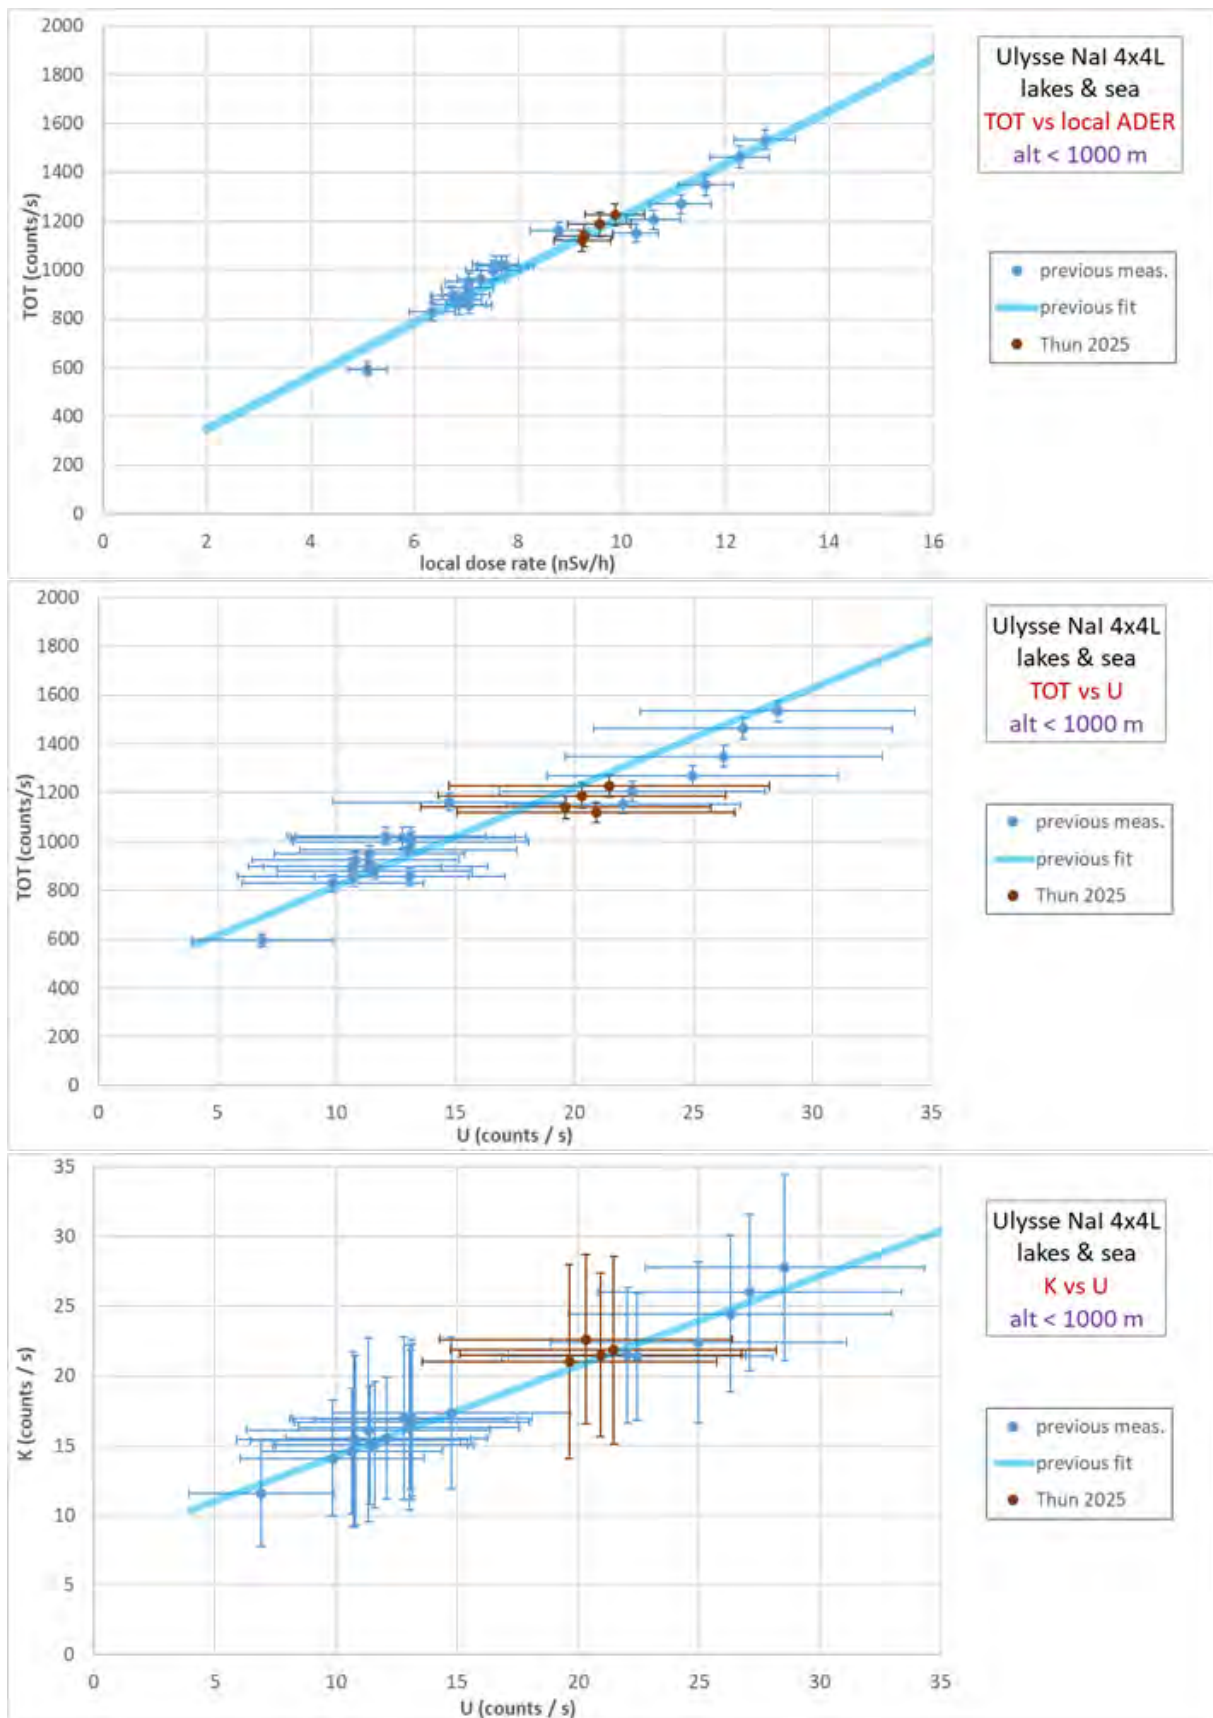 2000
1800
1600
1400
1200
1000
800
600
400
200
0
TOT (counts/s)
0 2 4 6 8 10 12 14 16
local dose rate (nSv/h)
Ulysse NaI 4x4L
lakes & sea
TOT vs local ADER
alt < 1000 m
previous meas.
previous fit
Thun 2025
2000
1800
1600
1400
1200
1000
800
600
400
200
0
TOT (counts/s)
0 5 10 15 20 25 30 35
U (counts / s)
Ulysse NaI 4x4L
lakes & sea
TOT vs U
alt < 1000 m
previous meas.
previous fit
Thun 2025
35
30
25
20
15
10
5
0
K (counts / s)
0 5 10 15 20 25 30 35
U (counts / s)
Ulysse NaI 4x4L
lakes & sea
K vs U
alt < 1000 m
previous meas.
previous fit
Thun 2025